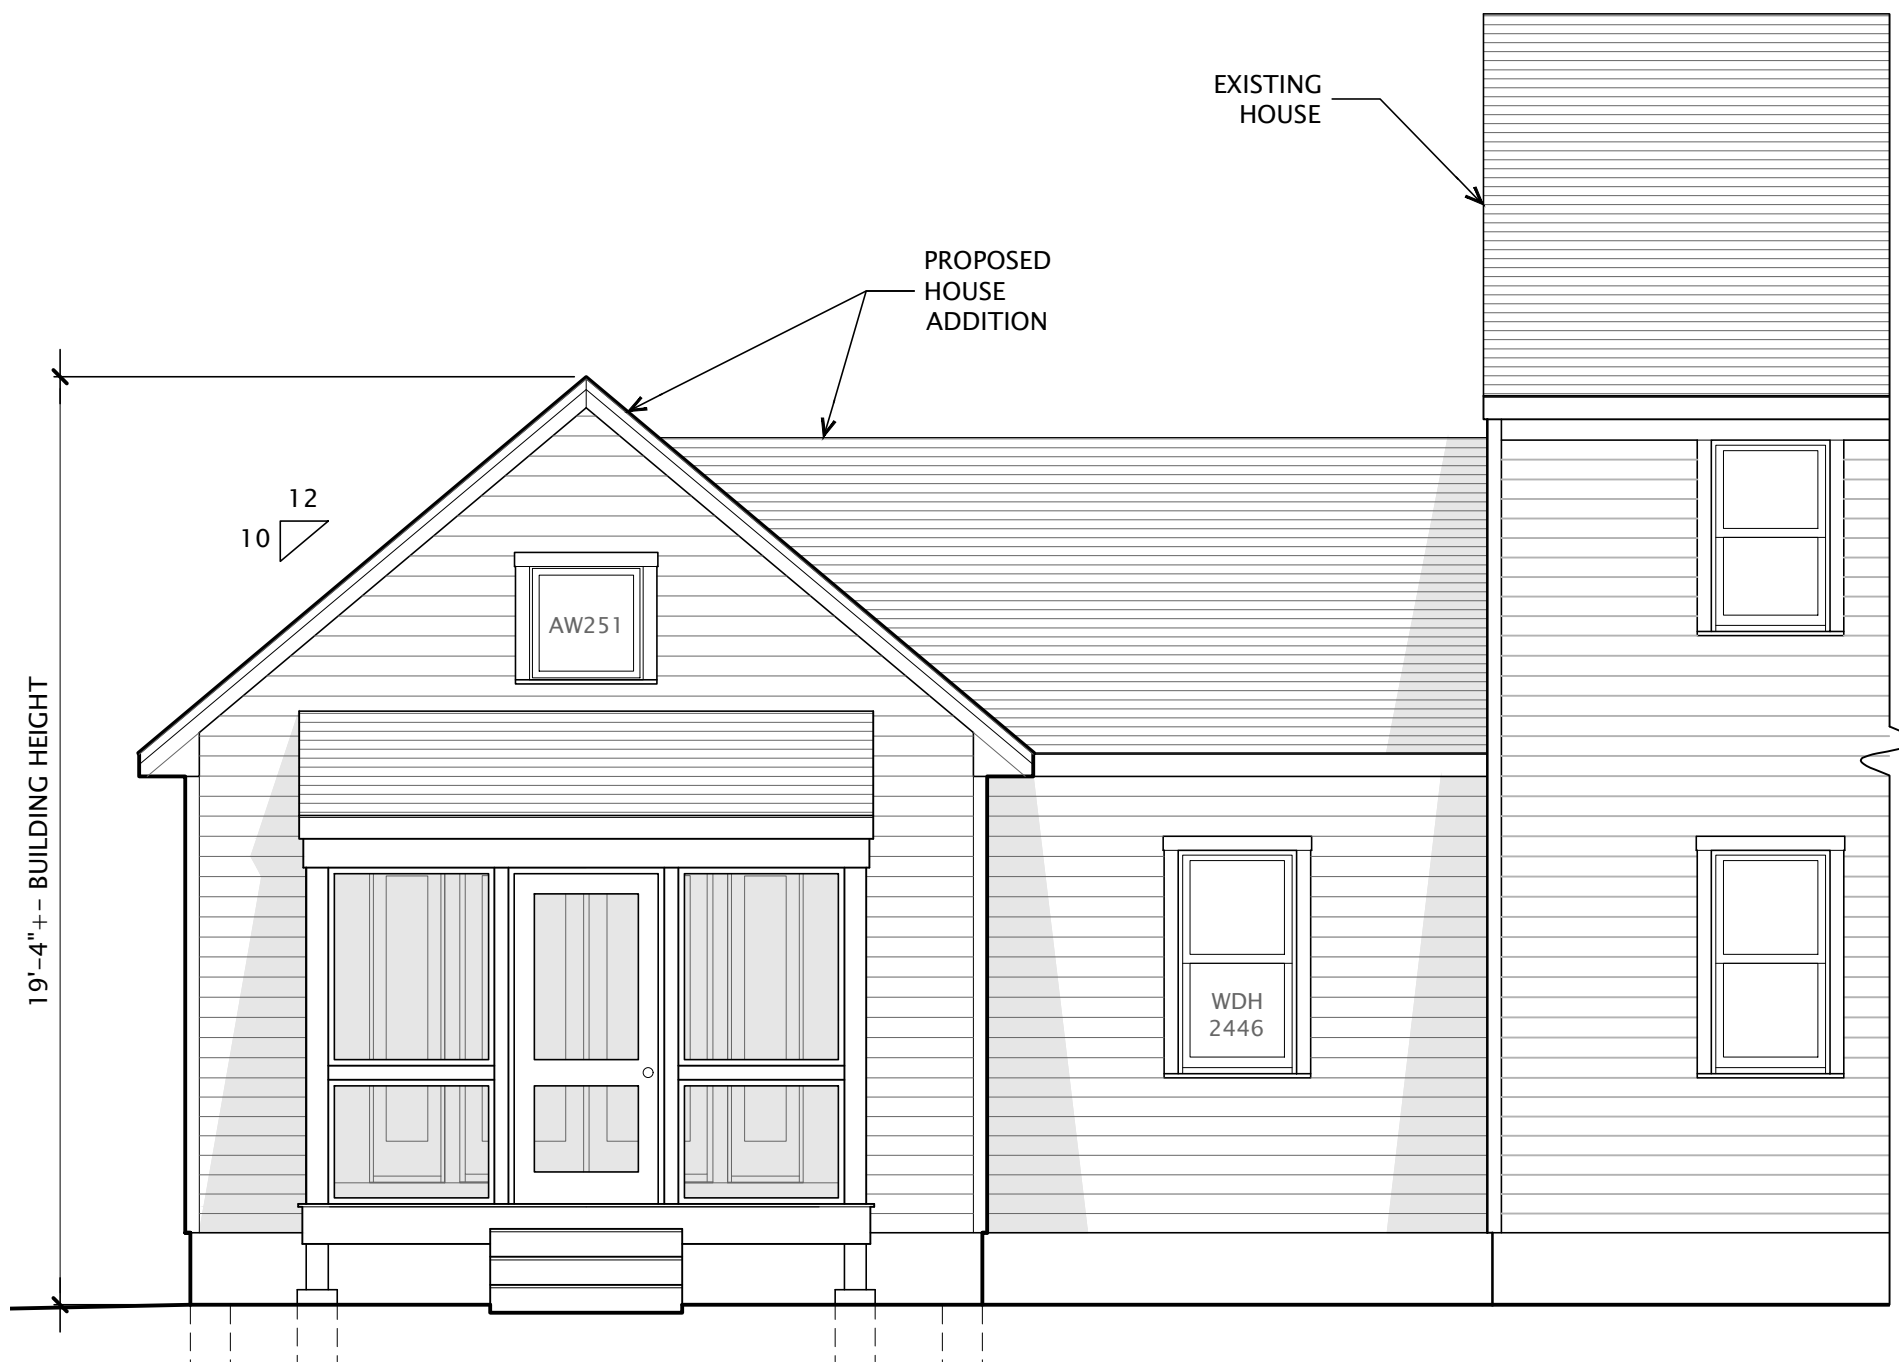 EXISTING
HOUSE
PROPOSED
HOUSE
ADDITION
12
10
AW251
19'-4"+- BUILDING HEIGHT
WDH
2446